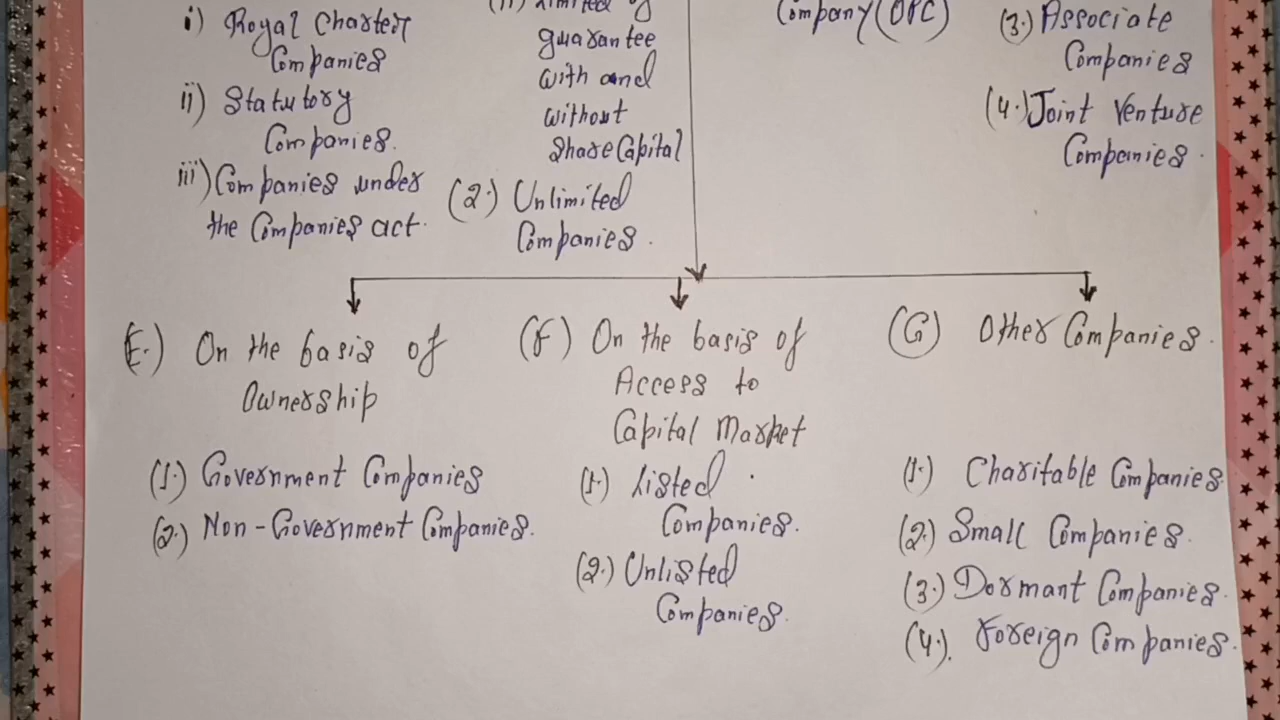 i) Royal Charter
Companies
ii) Statutory
Companies.
iii) Companies under
the Companies act.
(ii) Limited by
guarantee
with and
without
Share Capital
(2.) Unlimited
Companies.
Company (OPC)
(3.) Associate
Companies
(4.) Joint Venture
Companies.
(E.) On the basis of
Ownership
(1.) Government Companies
(2.) Non-Government Companies.
(F) On the basis of
Access to
Capital Market
(1.) Listed
Companies.
(2.) Unlisted
Companies.
(G) Other Companies.
(1.) Charitable Companies
(2.) Small Companies.
(3.) Dormant Companies.
(4.). Foreign Companies.